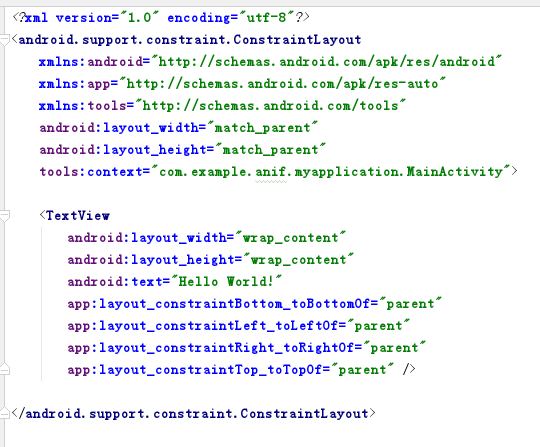 <?xml version="1.0" encoding="utf-8"?>
<android.support.constraint.ConstraintLayout
xmlns:android="http://schemas.android.com/apk/res/android"
xmlns:app="http://schemas.android.com/apk/res-auto"
xmlns:tools="http://schemas.android.com/tools"
android:layout_width="match_parent"
android:layout_height="match_parent"
tools:context="com.example.anif.myapplication.MainActivity">
<TextView
android:layout_width="wrap_content"
android:layout_height="wrap_content"
android:text="Hello World!"
app:layout_constraintBottom_toBottomOf="parent"
app:layout_constraintLeft_toLeftOf="parent"
app:layout_constraintRight_toRightOf="parent"
app:layout_constraintTop_toTopOf="parent" />
</android.support.constraint.ConstraintLayout>